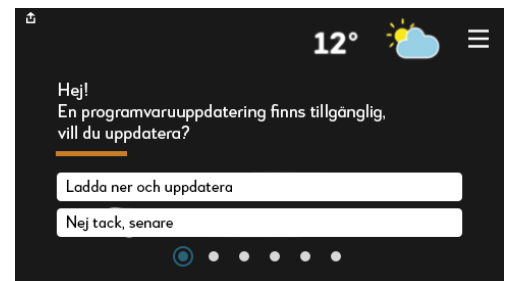 12°
Hej!
En programvaruuppdatering finns tillgänglig,
vill du uppdatera?
Ladda ner och uppdatera
Nej tack, senare